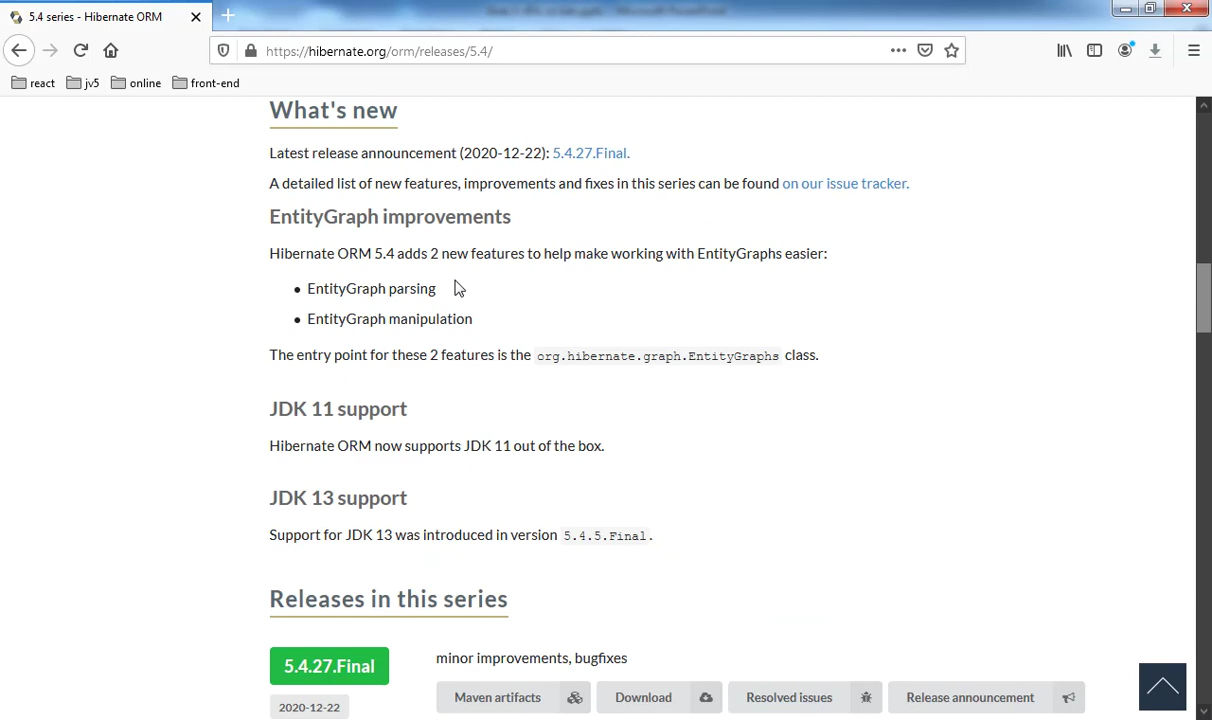 5.4 series - Hibernate ORM
https://hibernate.org/orm/releases/5.4/
react jv5 online front-end
What's new
Latest release announcement (2020-12-22): 5.4.27.Final.
A detailed list of new features, improvements and fixes in this series can be found on our issue tracker.
EntityGraph improvements
Hibernate ORM 5.4 adds 2 new features to help make working with EntityGraphs easier:
EntityGraph parsing
EntityGraph manipulation
The entry point for these 2 features is the org.hibernate.graph.EntityGraphs class.
JDK 11 support
Hibernate ORM now supports JDK 11 out of the box.
JDK 13 support
Support for JDK 13 was introduced in version 5.4.5.Final.
Releases in this series
5.4.27.Final minor improvements, bugfixes
2020-12-22 Maven artifacts Download Resolved issues Release announcement